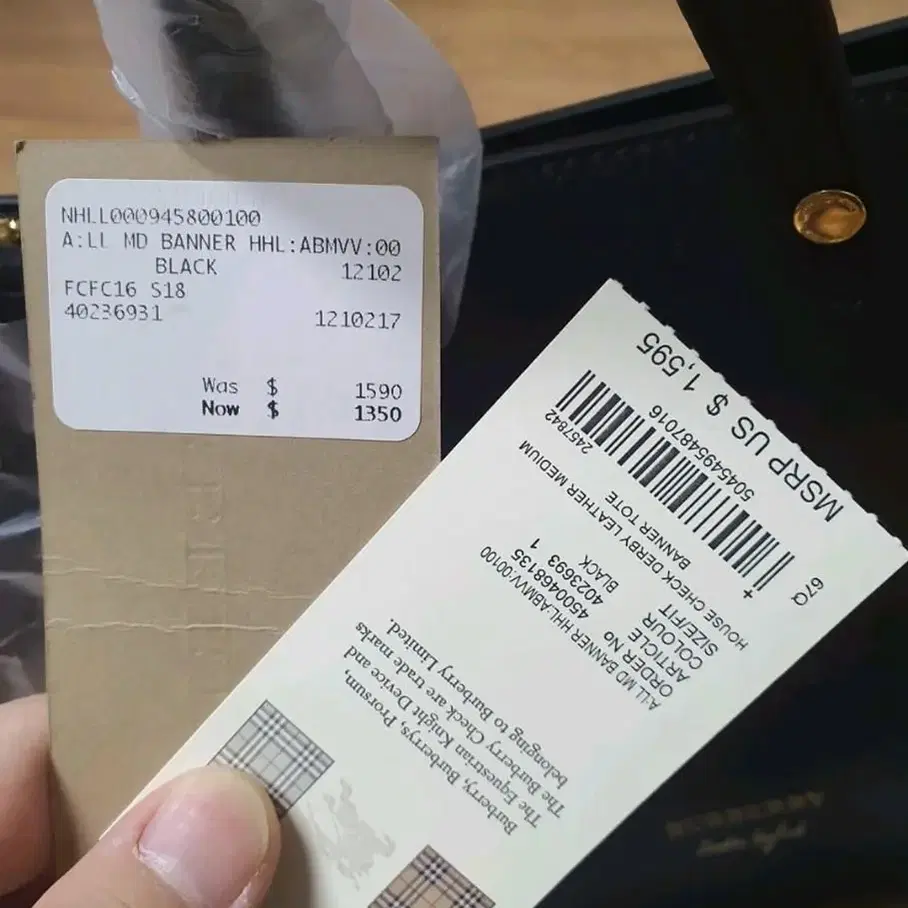 NHLL000945800100
A:LL MD BANNER HHL:ABMVV:00
BLACK 12102
FCFC16 S18
40236931 1210217
Was $ 1590
Now $ 1350
MSRP US $ 1,595
5045495487016
2457842
67Q
HOUSE CHECK DERBY LEATHER MEDIUM
BANNER TOTE
SIZE/FIT
COLOUR BLACK
ARTICLE 4023693 1
ORDER No 4500468135
A:LL MD BANNER HHL:ABMVV:00100
Burberry, Burberrys, Prorsum,
The Equestrian Knight Device and
The Burberry Check are trade marks
belonging to Burberry Limited.